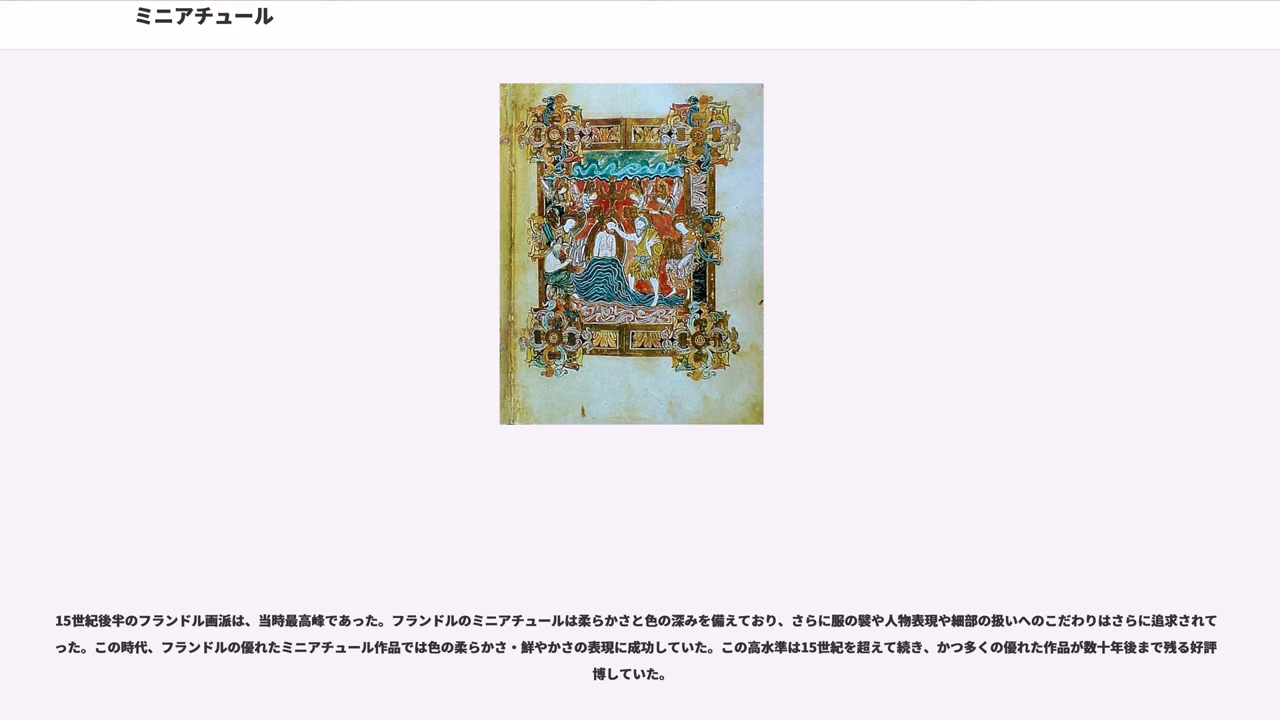 ミニアチュール
15世紀後半のフランドル画派は、当時最高峰であった。フランドルのミニアチュールは柔らかさと色の深みを備えており、さらに服の襞や人物表現や細部の扱いへのこだわりはさらに追求されて
った。この時代、フランドルの優れたミニアチュール作品では色の柔らかさ・鮮やかさの表現に成功していた。この高水準は15世紀を超えて続き、かつ多くの優れた作品が数十年後まで残る好評
博していた。